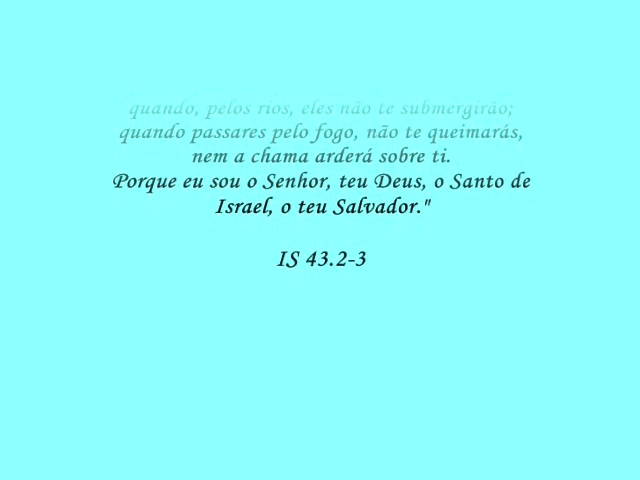 quando, pelos rios, eles não te submergirão;
quando passares pelo fogo, não te queimarás,
nem a chama arderá sobre ti.
Porque eu sou o Senhor, teu Deus, o Santo de
Israel, o teu Salvador."
IS 43.2-3